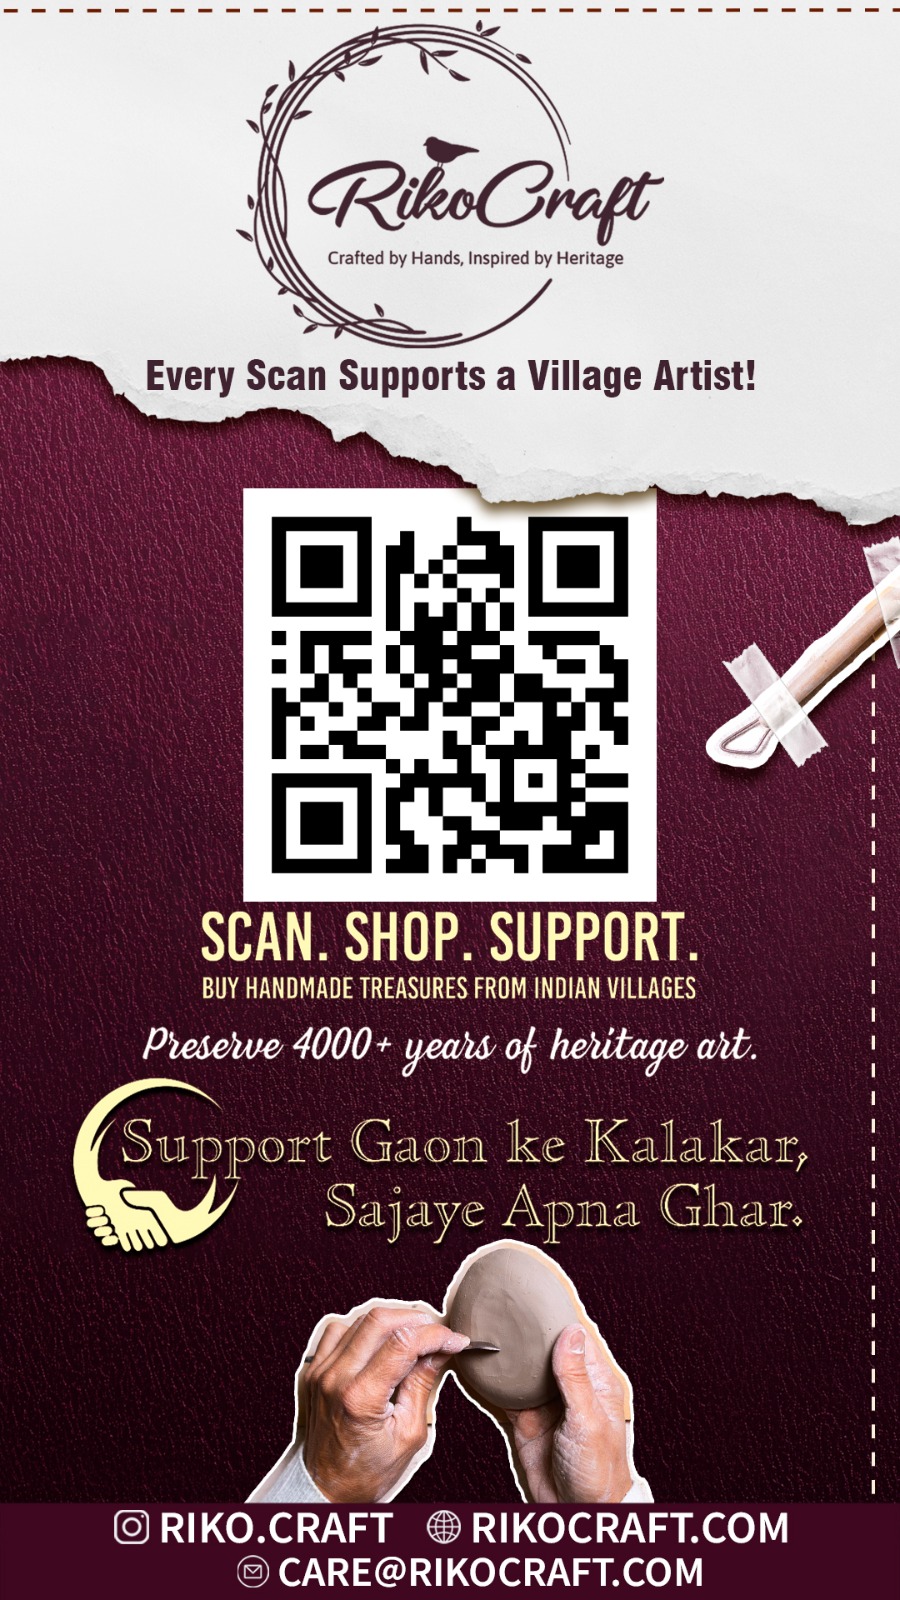 RikoCraft
Crafted by Hands, Inspired by Heritage
Every Scan Supports a Village Artist!
SCAN. SHOP. SUPPORT.
BUY HANDMADE TREASURES FROM INDIAN VILLAGES
Preserve 4000+ years of heritage art.
Support Gaon ke Kalakar,
Sajaye Apna Ghar.
RIKO.CRAFT RIKOCRAFT.COM
CARE@RIKOCRAFT.COM